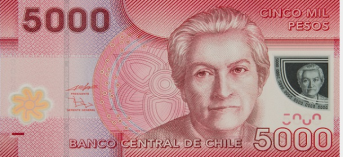 5000
CINCO MIL
PESOS
BANCO CENTRAL DE CHILE
5000